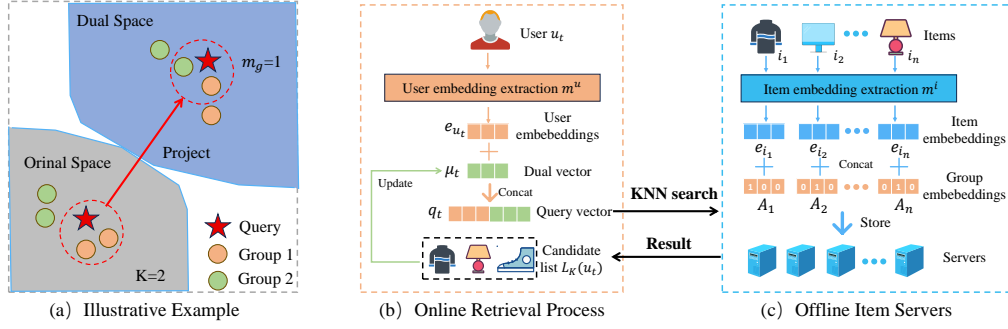 Dual Space
m_g=1
Project
Orinal Space
K=2
Query
Group 1
Group 2
(a) Illustrative Example
User u_t
User embedding extraction m^u
e_{u_t}
User
embebeddings
μ_t
Dual vector
Update
Concat
q_t
Query vector
Candidate
list L_K(u_t)
(b) Online Retrieval Process
KNN search
Result
Items
i_1
i_2
i_n
Item embedding extraction m^i
Item
embebeddings
e_{i_1}
e_{i_2}
e_{i_n}
Concat
Group
embebeddings
1 0 0
0 1 0
0 1 0
A_1
A_2
A_n
Store
Servers
(c) Offline Item Servers